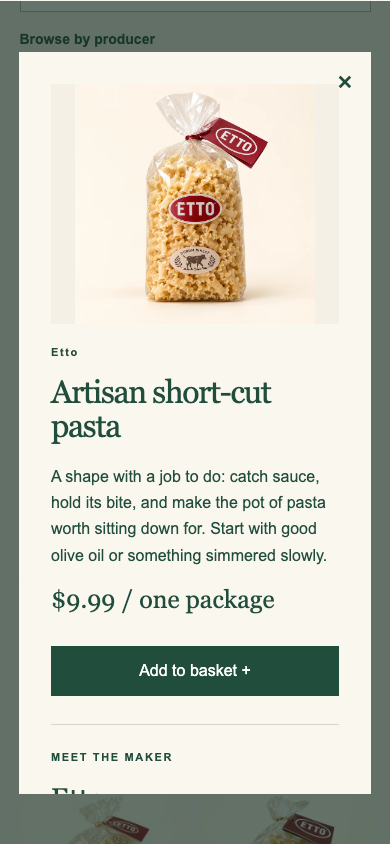 Browse by producer
×
ETTO
ETTO
Etto
Artisan short-cut
pasta
A shape with a job to do: catch sauce,
hold its bite, and make the pot of pasta
worth sitting down for. Start with good
olive oil or something simmered slowly.
$9.99 / one package
Add to basket +
MEET THE MAKER
Etto
ETTO